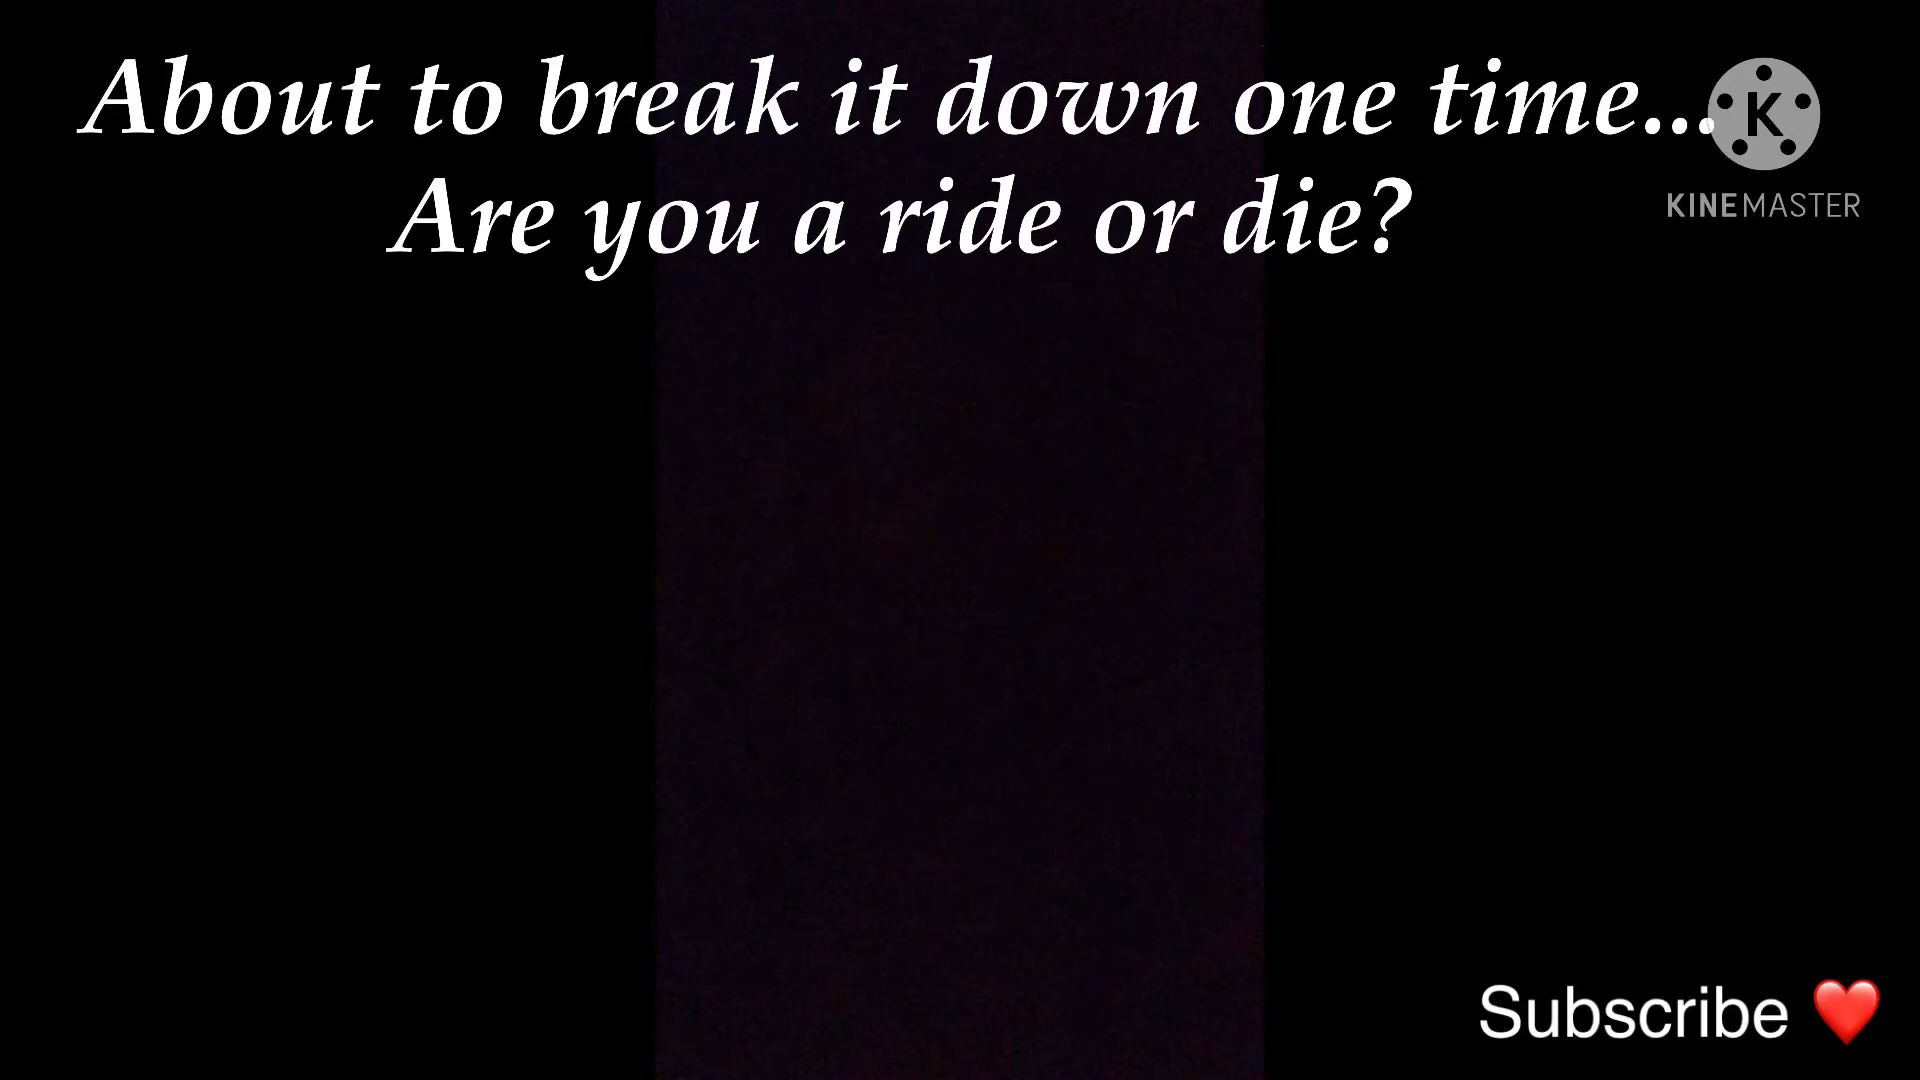 About to break it down one time...
Are you a ride or die?
K
KINEMASTER
Subscribe ❤️